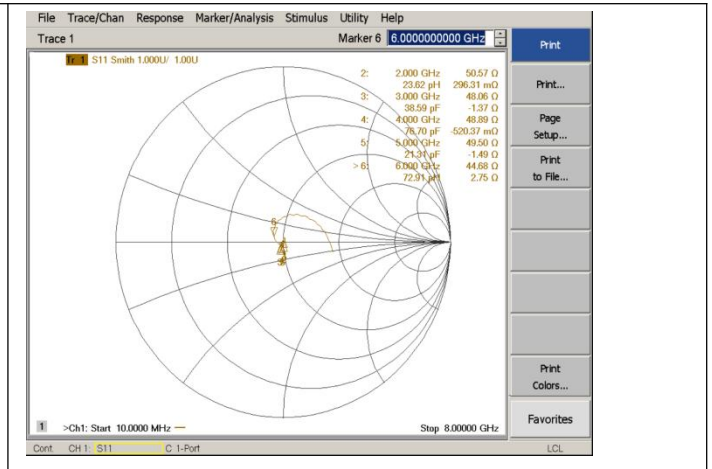 File Trace/Chan Response Marker/Analysis Stimulus Utility Help
Trace 1 Marker 6 6.0000000000 GHz
Print
Tr 1 S11 Smith 1.000U/ 1.00U
2: 2.000 GHz 50.57 Ω
23.62 pH 296.31 mΩ
3: 3.000 GHz 48.06 Ω
38.59 pF -1.37 Ω
4: 4.000 GHz 48.89 Ω
76.70 pF -520.37 mΩ
5: 5.000 GHz 49.50 Ω
21.31 pF -1.49 Ω
>6: 6.000 GHz 44.68 Ω
72.91 pH 2.75 Ω
Print...
Page
Setup...
Print
to File...
6
Print
Colors...
Favorites
1 >Ch1: Start 10.0000 MHz Stop 8.00000 GHz
Cont. CH 1: S11 C 1-Port LCL